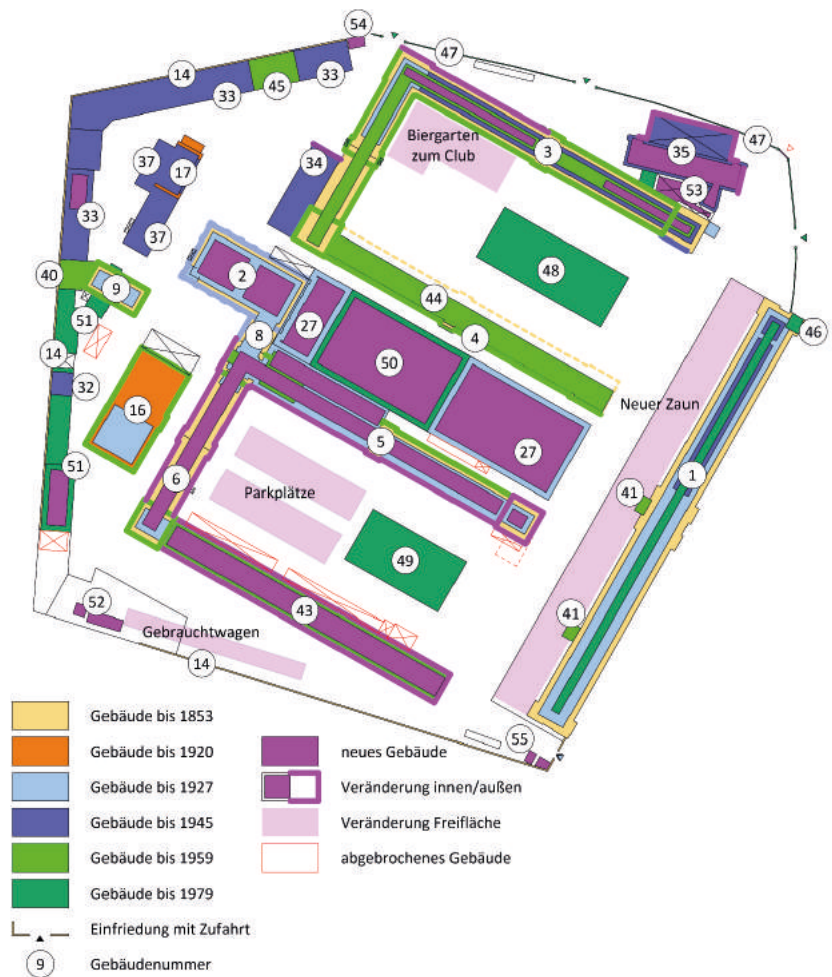 54
47
14
45
33
33
Biergarten
zum Club
3
35
47
37
17
34
53
33
37
48
40
9
2
44
46
51
8
27
4
14
50
Neuer Zaun
32
16
27
5
1
51
6
Parkplätze
41
49
52
43
41
Gebrauchtwagen
14
55
Gebäude bis 1853
Gebäude bis 1920
neues Gebäude
Gebäude bis 1927
Veränderung innen/außen
Gebäude bis 1945
Veränderung Freifläche
Gebäude bis 1959
abgebrochenes Gebäude
Gebäude bis 1979
Einfriedung mit Zufahrt
9
Gebäudenummer